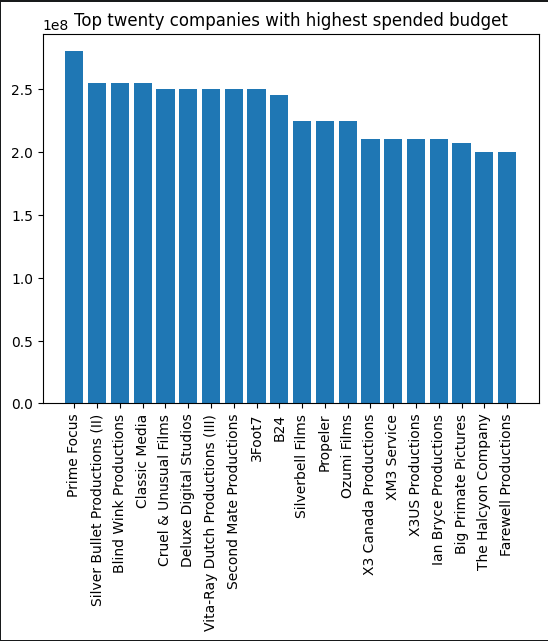 Top twenty companies with highest spended budget
1e8
2.5
2.0
1.5
1.0
0.5
0.0
Prime Focus
Silver Bullet Productions (II)
Blind Wink Productions
Classic Media
Cruel & Unusual Films
Deluxe Digital Studios
Vita-Ray Dutch Productions (III)
Second Mate Productions
3Foot7
B24
Silverbell Films
Propeler
Ozumi Films
X3 Canada Productions
XM3 Service
X3US Productions
Ian Bryce Productions
Big Primate Pictures
The Halcyon Company
Farewell Productions